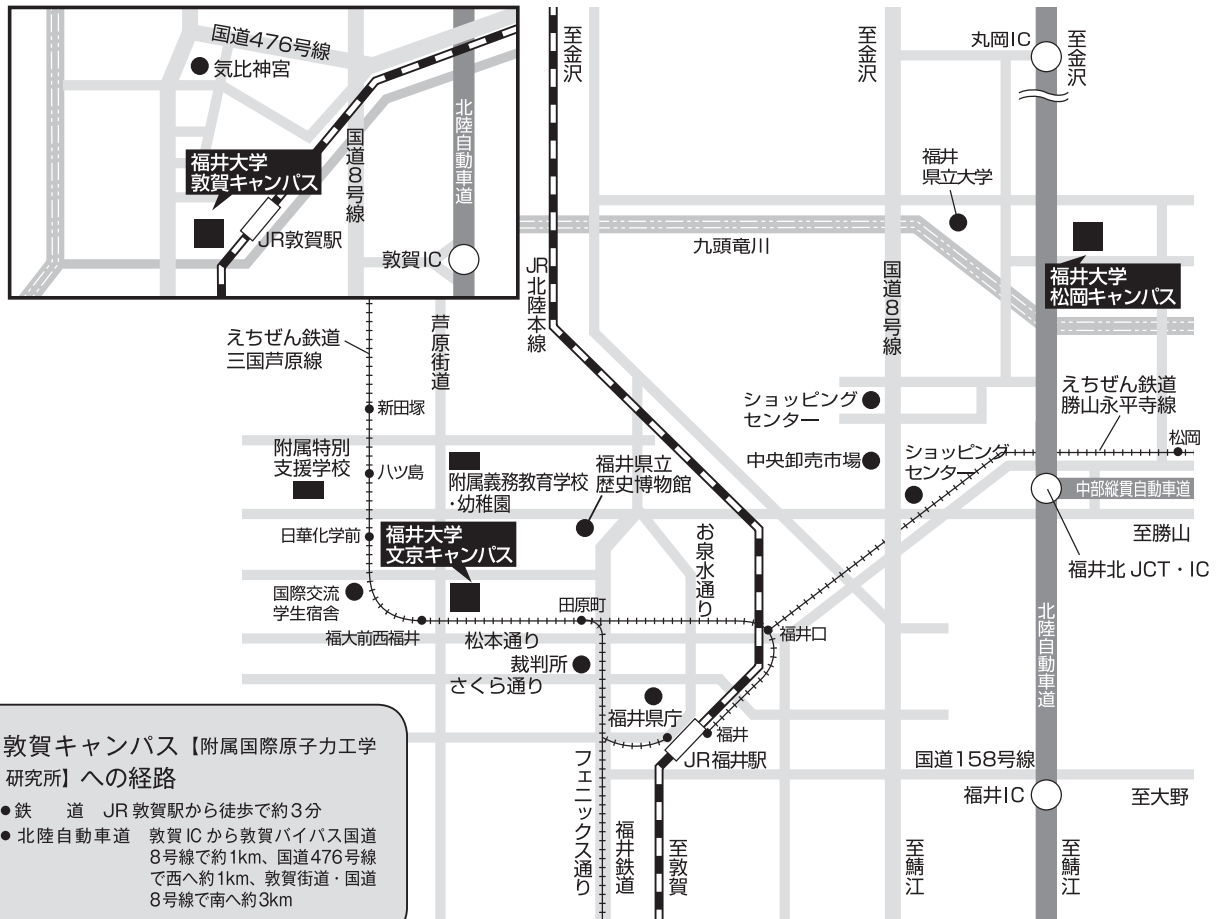 国道476号線
気比神宮
福井大学
敦賀キャンパス
国道8号線
北陸自動車道
JR敦賀駅
敦賀IC
至金沢
至金沢
丸岡IC
至金沢
福井
県立大学
九頭竜川
福井大学
松岡キャンパス
JR北陸本線
国道8号線
えちぜん鉄道
三国芦原線
芦原街道
新田塚
ショッピング
センター
えちぜん鉄道
勝山永平寺線
松岡
附属特別
支援学校
八ツ島
附属義務教育学校
・幼稚園
福井県立
歴史博物館
中央卸売市場
ショッピング
センター
中部縦貫自動車道
至勝山
日華化学前
福井大学
文京キャンパス
お泉水通り
福井北 JCT・IC
国際交流
学生宿舎
田原町
福大前西福井
松本通り
福井口
裁判所
さくら通り
北陸自動車道
福井県庁
福井
JR福井駅
国道158号線
福井IC
至大野
フェニックス通り
福井鉄道
至敦賀
至鯖江
至鯖江
敦賀キャンパス【附属国際原子力工学
研究所】への経路
●鉄　道　JR敦賀駅から徒歩で約3分
●北陸自動車道　敦賀ICから敦賀バイパス国道
8号線で約1km、国道476号線
で西へ約1km、敦賀街道・国道
8号線で南へ約3km